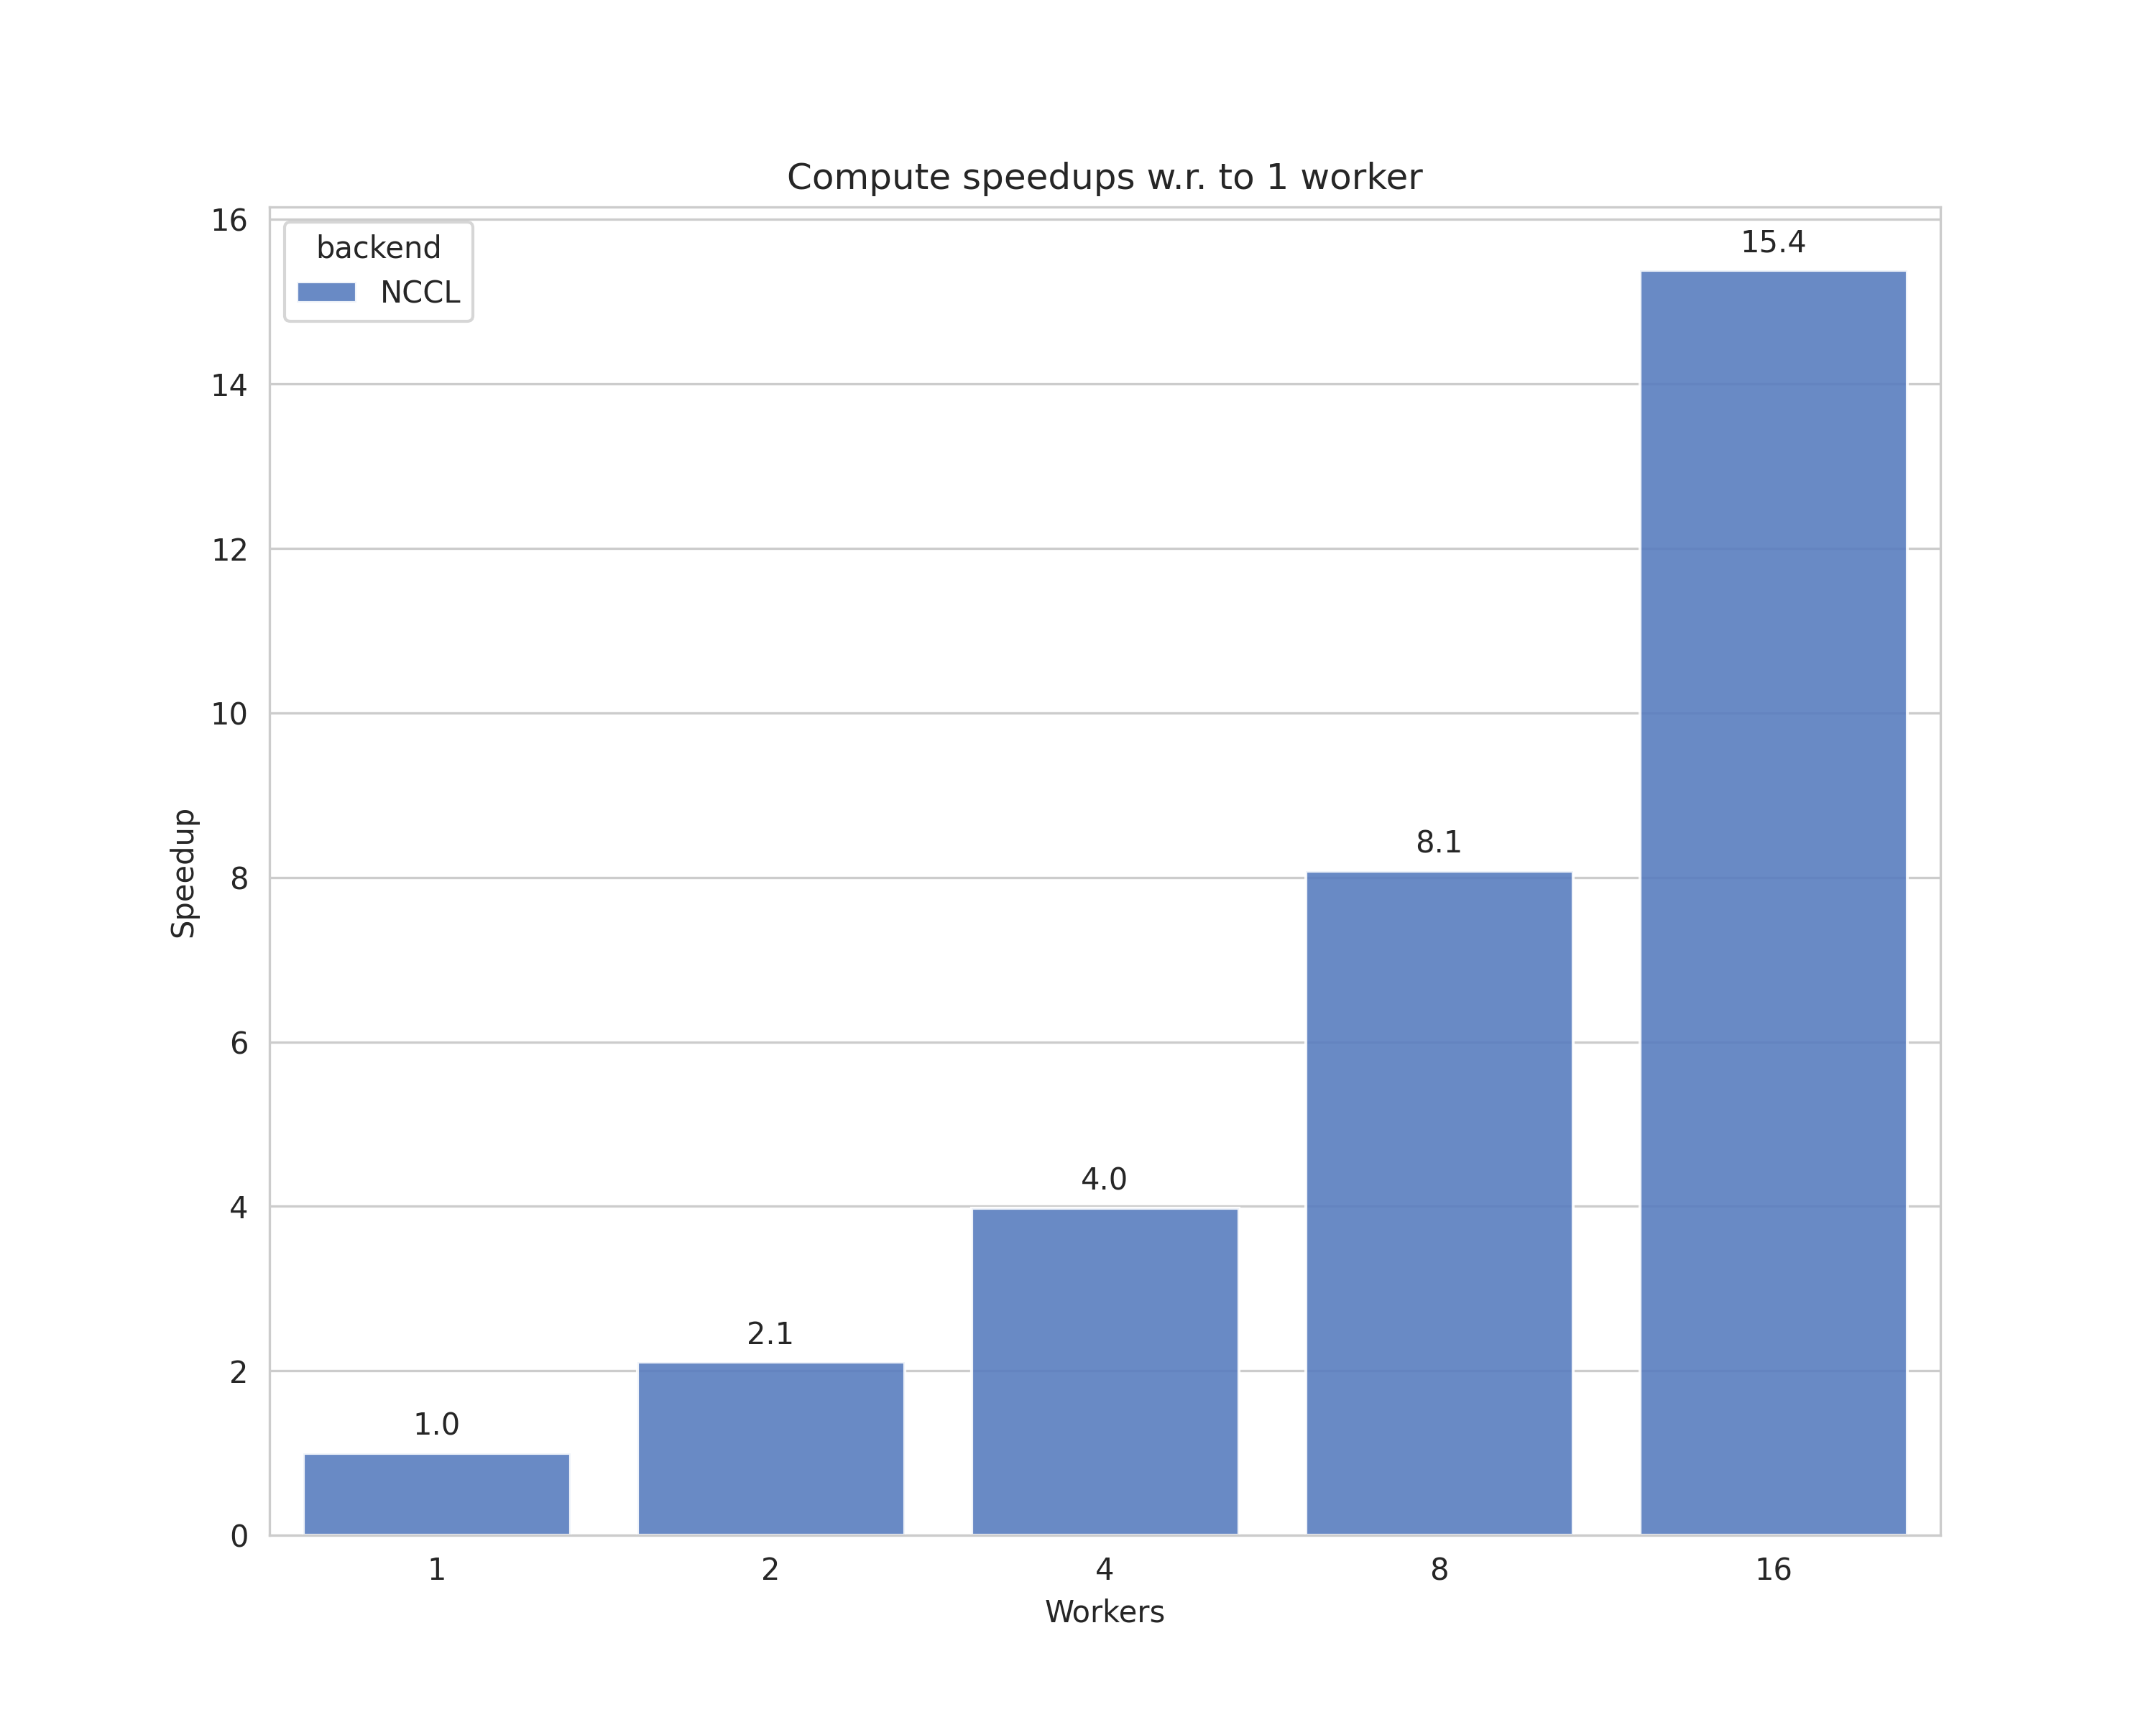 Compute speedups w.r. to 1 worker
backend
NCCL
Speedup
16
14
12
10
8
6
4
2
0
1.0
2.1
4.0
8.1
15.4
1 2 4 8 16
Workers